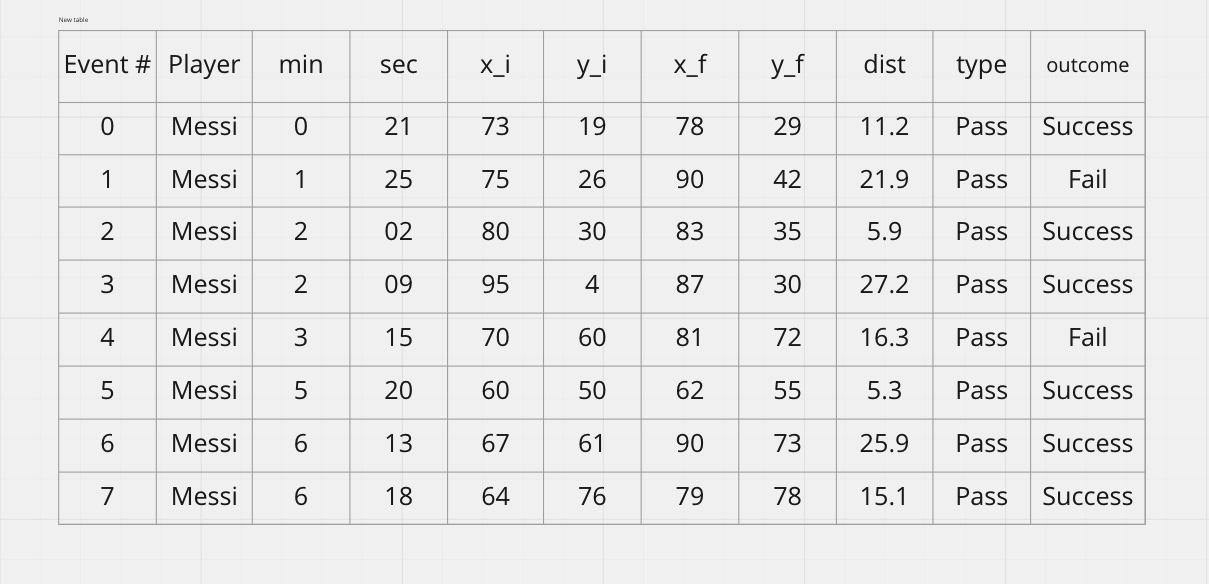 New table
Event # Player min sec x_i y_i x_f y_f dist type outcome
0 Messi 0 21 73 19 78 29 11.2 Pass Success
1 Messi 1 25 75 26 90 42 21.9 Pass Fail
2 Messi 2 02 80 30 83 35 5.9 Pass Success
3 Messi 2 09 95 4 87 30 27.2 Pass Success
4 Messi 3 15 70 60 81 72 16.3 Pass Fail
5 Messi 5 20 60 50 62 55 5.3 Pass Success
6 Messi 6 13 67 61 90 73 25.9 Pass Success
7 Messi 6 18 64 76 79 78 15.1 Pass Success